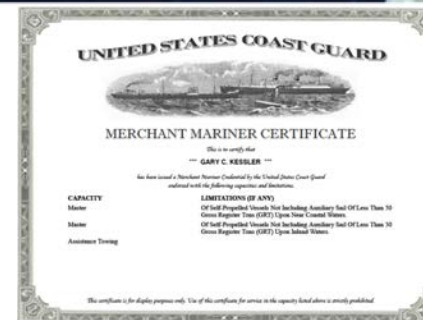 UNITED STATES COAST GUARD
MERCHANT MARINER CERTIFICATE
This is to certify that
*** GARY C. KESSLER ***
has been issued a Merchant Mariner Credential by the United States Coast Guard
endorsed with the following capacities and limitations.
CAPACITY LIMITATIONS (IF ANY)
Master Of Self-Propelled Vessels Not Including Auxiliary Sail Of Less Than 50
Gross Register Tons (GRT) Upon Near Coastal Waters.
Master Of Self-Propelled Vessels Not Including Auxiliary Sail Of Less Than 50
Gross Register Tons (GRT) Upon Inland Waters.
Assistance Towing
This certificate is for display purposes only. Use of this certificate for service in the capacity listed above is strictly prohibited.